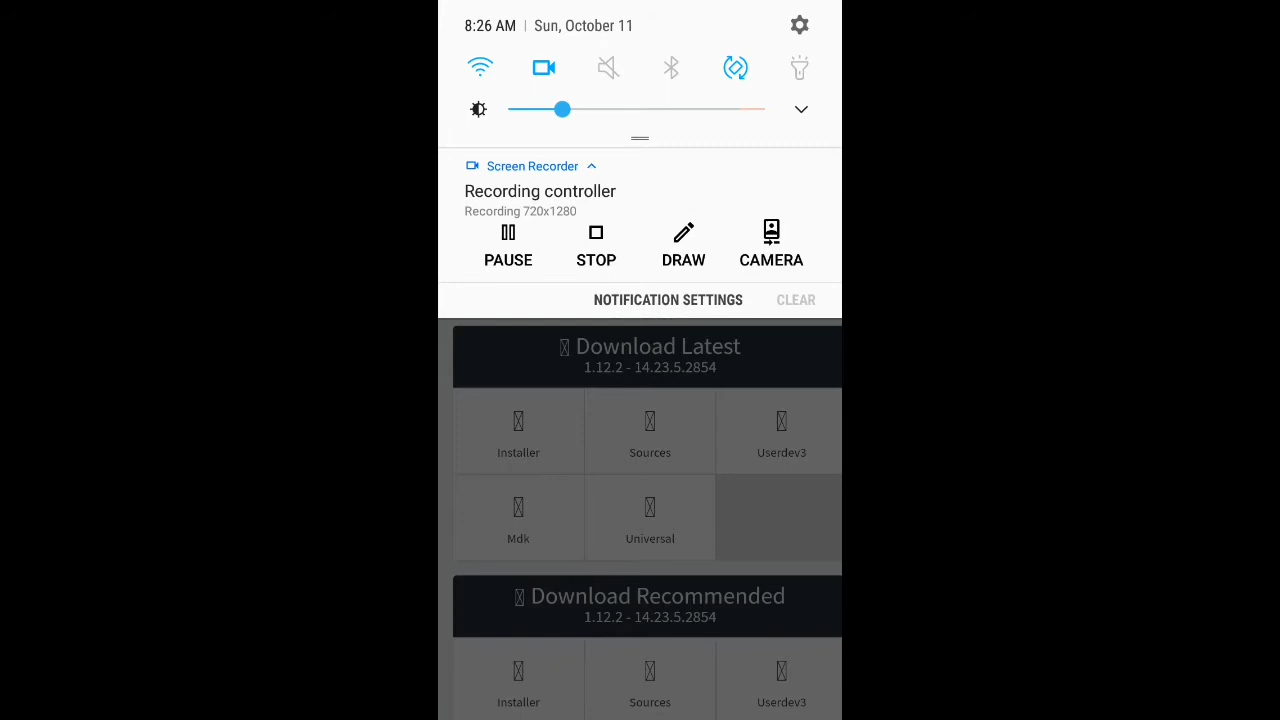 8:26 AM | Sun, October 11
Screen Recorder
Recording controller
Recording 720x1280
PAUSE STOP DRAW CAMERA
NOTIFICATION SETTINGS CLEAR
Download Latest
1.12.2 - 14.23.5.2854
Installer Sources Userdev3
Mdk Universal
Download Recommended
1.12.2 - 14.23.5.2854
Installer Sources Userdev3